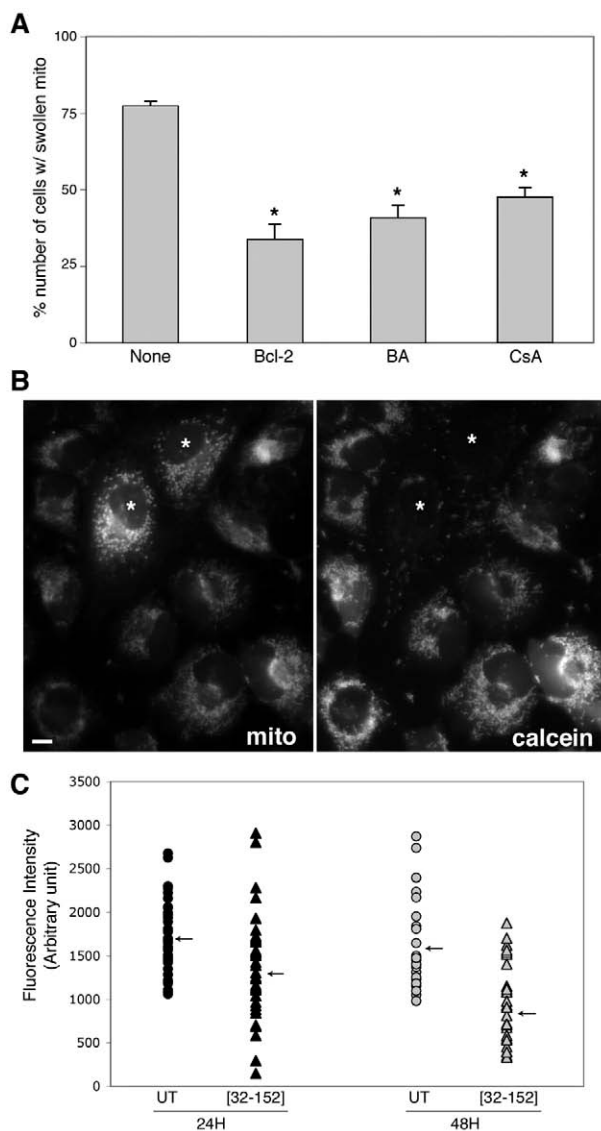 A
% number of cells w/ swollen mito
100
75
50
25
0
*
*
*
None
Bcl-2
BA
CsA
B
*
*
mito
*
*
calcein
C
Fluorescence Intensity
(Arbitrary unit)
3500
3000
2500
2000
1500
1000
500
0
UT
[32-152]
UT
[32-152]
24H
48H